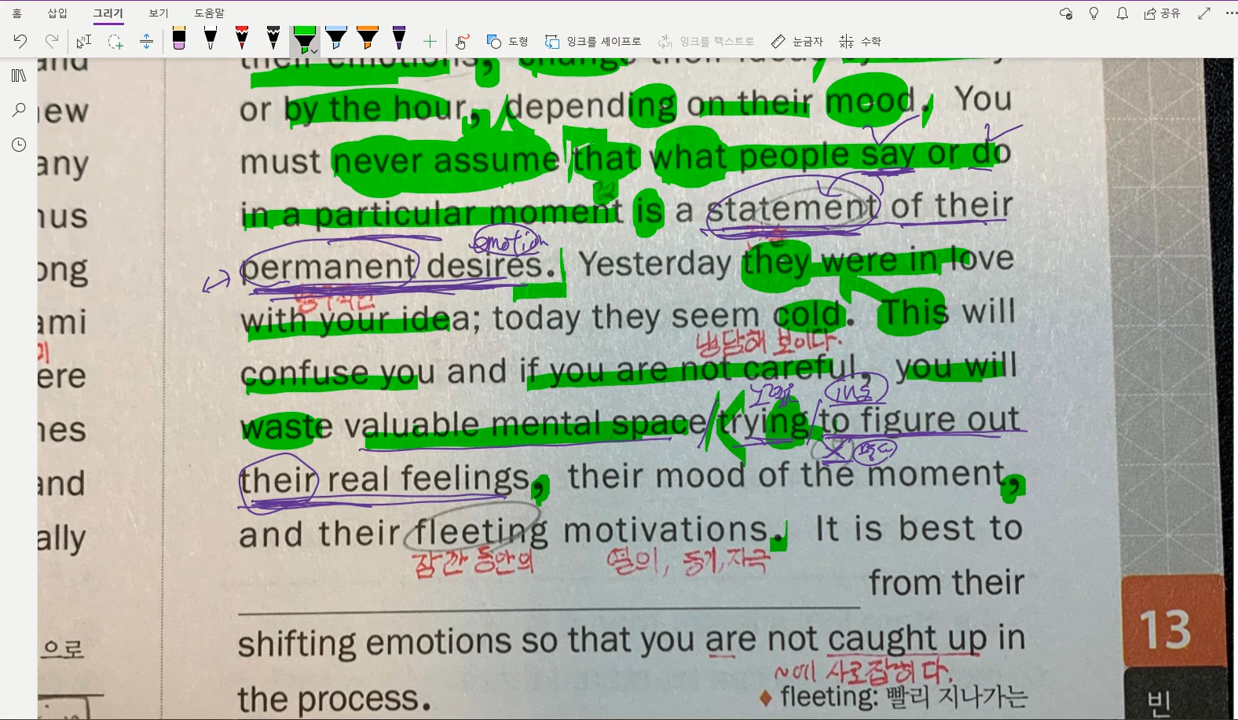 홈 삽입 그리기 보기 도움말
공유
도형 잉크를 셰이프로 잉크를 텍스트로 눈금자 수학
their emotions, change their ideas by
or by the hour, depending on their mood. You
must never assume that what people say or do
in a particular moment is a statement of their
emotion
permanent desires. Yesterday they were in love
with your idea; today they seem cold. This will
냉담해 보이다.
confuse you and if you are not careful, you will
노력
waste valuable mental space trying to figure out
their real feelings, their mood of the moment,
and their fleeting motivations. It is best to
잠깐 동안의 열의, 동기, 자극
from their
shifting emotions so that you are not caught up in
~에 사로잡히다.
the process.
◆ fleeting: 빨리 지나가는
and
new
any
nus
ong
ami
ere
nes
and
ally
으로
13
빈